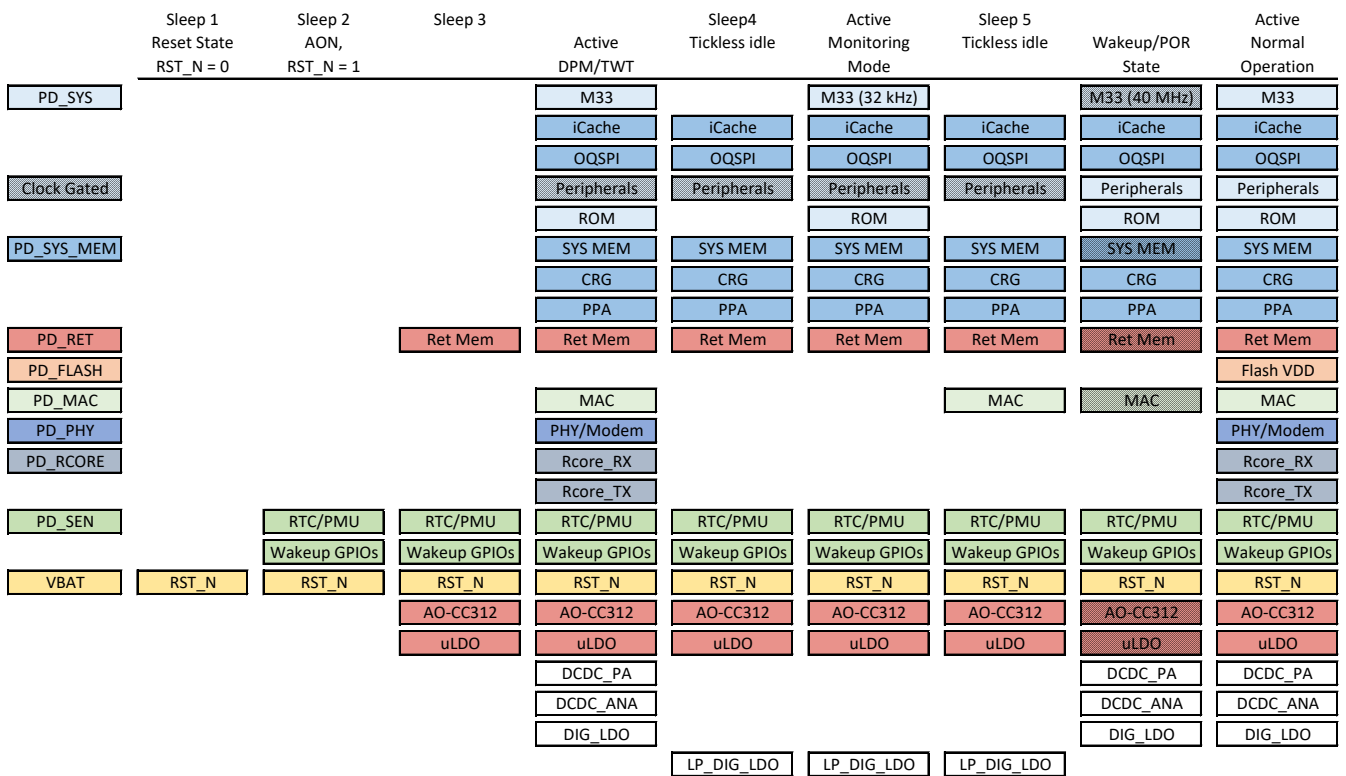 Sleep 1 Sleep 2 Sleep 3 Sleep4 Active Sleep 5 Active
Reset State AON, Active Tickless idle Monitoring Tickless idle Wakeup/POR Normal
RST_N = 0 RST_N = 1 DPM/TWT Mode State Operation
PD_SYS M33 M33 (32 kHz) M33 (40 MHz) M33
iCache iCache iCache iCache iCache iCache
OQSPI OQSPI OQSPI OQSPI OQSPI OQSPI
Clock Gated Peripherals Peripherals Peripherals Peripherals Peripherals Peripherals
ROM ROM ROM ROM
PD_SYS_MEM SYS MEM SYS MEM SYS MEM SYS MEM SYS MEM SYS MEM
CRG CRG CRG CRG CRG CRG
PPA PPA PPA PPA PPA PPA
PD_RET Ret Mem Ret Mem Ret Mem Ret Mem Ret Mem Ret Mem Ret Mem
PD_FLASH Flash VDD
PD_MAC MAC MAC MAC MAC
PD_PHY PHY/Modem PHY/Modem
PD_RCORE Rcore_RX Rcore_RX
Rcore_TX Rcore_TX
PD_SEN RTC/PMU RTC/PMU RTC/PMU RTC/PMU RTC/PMU RTC/PMU RTC/PMU RTC/PMU
Wakeup GPIOs Wakeup GPIOs Wakeup GPIOs Wakeup GPIOs Wakeup GPIOs Wakeup GPIOs Wakeup GPIOs Wakeup GPIOs
VBAT RST_N RST_N RST_N RST_N RST_N RST_N RST_N RST_N RST_N
AO-CC312 AO-CC312 AO-CC312 AO-CC312 AO-CC312 AO-CC312 AO-CC312
uLDO uLDO uLDO uLDO uLDO uLDO uLDO
DCDC_PA DCDC_PA DCDC_PA
DCDC_ANA DCDC_ANA DCDC_ANA
DIG_LDO DIG_LDO DIG_LDO
LP_DIG_LDO LP_DIG_LDO LP_DIG_LDO